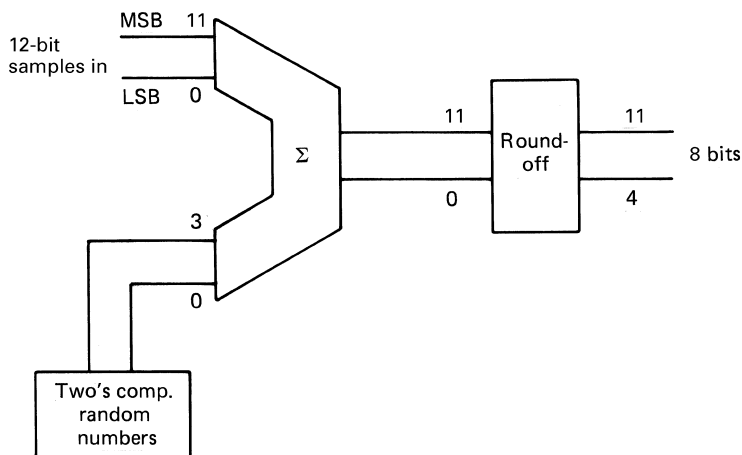 MSB 11
12-bit
samples in
LSB 0
Σ
3
0
11
Round-
off
0
11
8 bits
4
Two's comp.
random
numbers